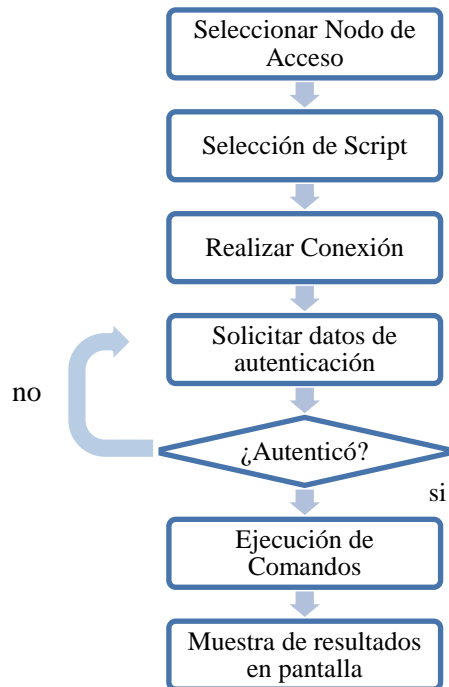 Seleccionar Nodo de
Acceso
Selección de Script
Realizar Conexión
Solicitar datos de
autenticación
no
¿Autenticó?
si
Ejecución de
Comandos
Muestra de resultados
en pantalla